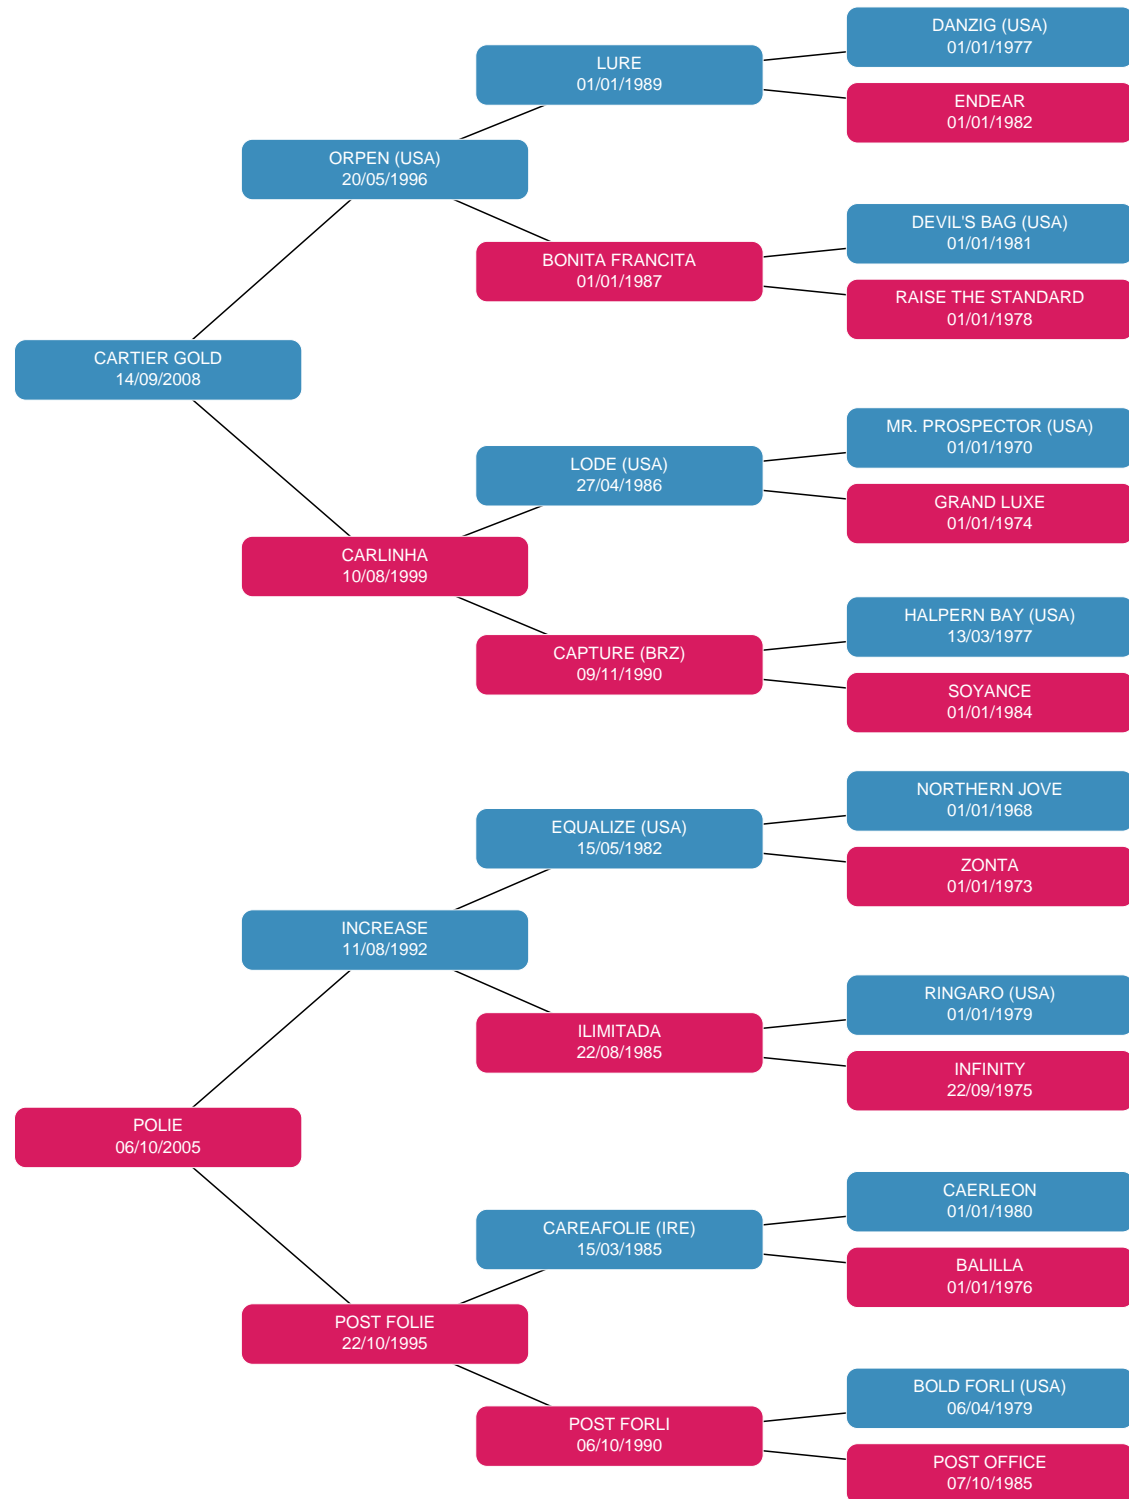 DANZIG (USA)
01/01/1977
LURE
01/01/1989
ENDEAR
01/01/1982
ORPEN (USA)
20/05/1996
DEVIL'S BAG (USA)
01/01/1981
BONITA FRANCITA
01/01/1987
RAISE THE STANDARD
01/01/1978
CARTIER GOLD
14/09/2008
MR. PROSPECTOR (USA)
01/01/1970
LODE (USA)
27/04/1986
GRAND LUXE
01/01/1974
CARLINHA
10/08/1999
HALPERN BAY (USA)
13/03/1977
CAPTURE (BRZ)
09/11/1990
SOYANCE
01/01/1984
NORTHERN JOVE
01/01/1968
EQUALIZE (USA)
15/05/1982
ZONTA
01/01/1973
INCREASE
11/08/1992
RINGARO (USA)
01/01/1979
ILIMITADA
22/08/1985
INFINITY
22/09/1975
POLIE
06/10/2005
CAERLEON
01/01/1980
CAREAFOLIE (IRE)
15/03/1985
BALILLA
01/01/1976
POST FOLIE
22/10/1995
BOLD FORLI (USA)
06/04/1979
POST FORLI
06/10/1990
POST OFFICE
07/10/1985